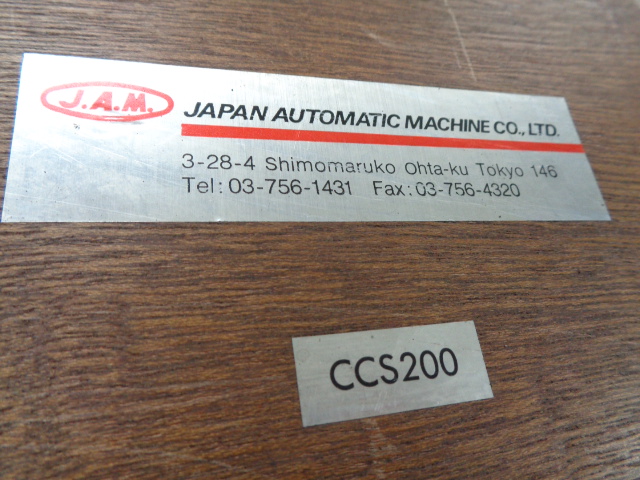 J.A.M.
JAPAN AUTOMATIC MACHINE CO., LTD.
3-28-4 Shimomaruko Ohta-ku Tokyo 146
Tel: 03-756-1431 Fax: 03-756-4320
CCS200